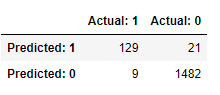 Actual: 1 Actual: 0
Predicted: 1 129 21
Predicted: 0 9 1482